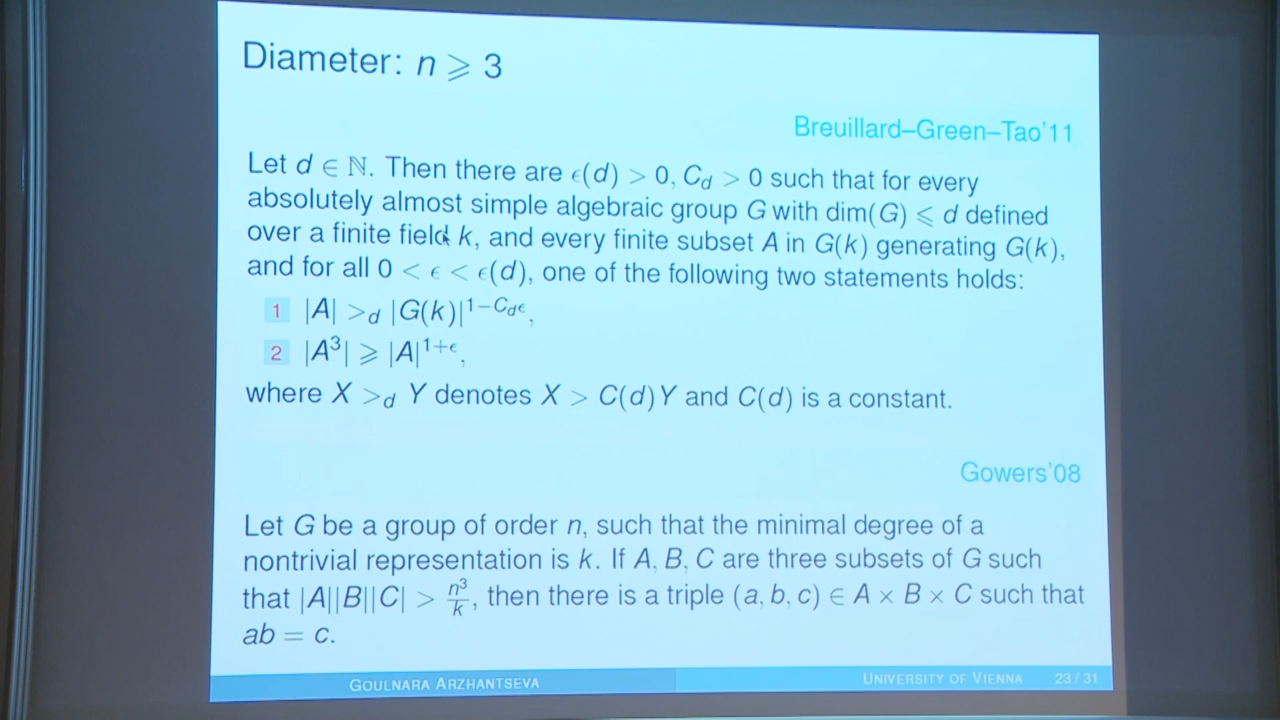 Diameter: n ⩾ 3
Breuillard–Green–Tao'11
Let d ∈ ℕ. Then there are ϵ(d) > 0, C_d > 0 such that for every
absolutely almost simple algebraic group G with dim(G) ⩽ d defined
over a finite field k, and every finite subset A in G(k) generating G(k),
and for all 0 < ϵ < ϵ(d), one of the following two statements holds:
1 |A| >_d |G(k)|^{1−C_dϵ},
2 |A³| ⩾ |A|^{1+ϵ},
where X >_d Y denotes X > C(d)Y and C(d) is a constant.
Gowers'08
Let G be a group of order n, such that the minimal degree of a
nontrivial representation is k. If A, B, C are three subsets of G such
that |A||B||C| > n³/k, then there is a triple (a, b, c) ∈ A × B × C such that
ab = c.
GOULNARA ARZHANTSEVA UNIVERSITY OF VIENNA 23 / 31